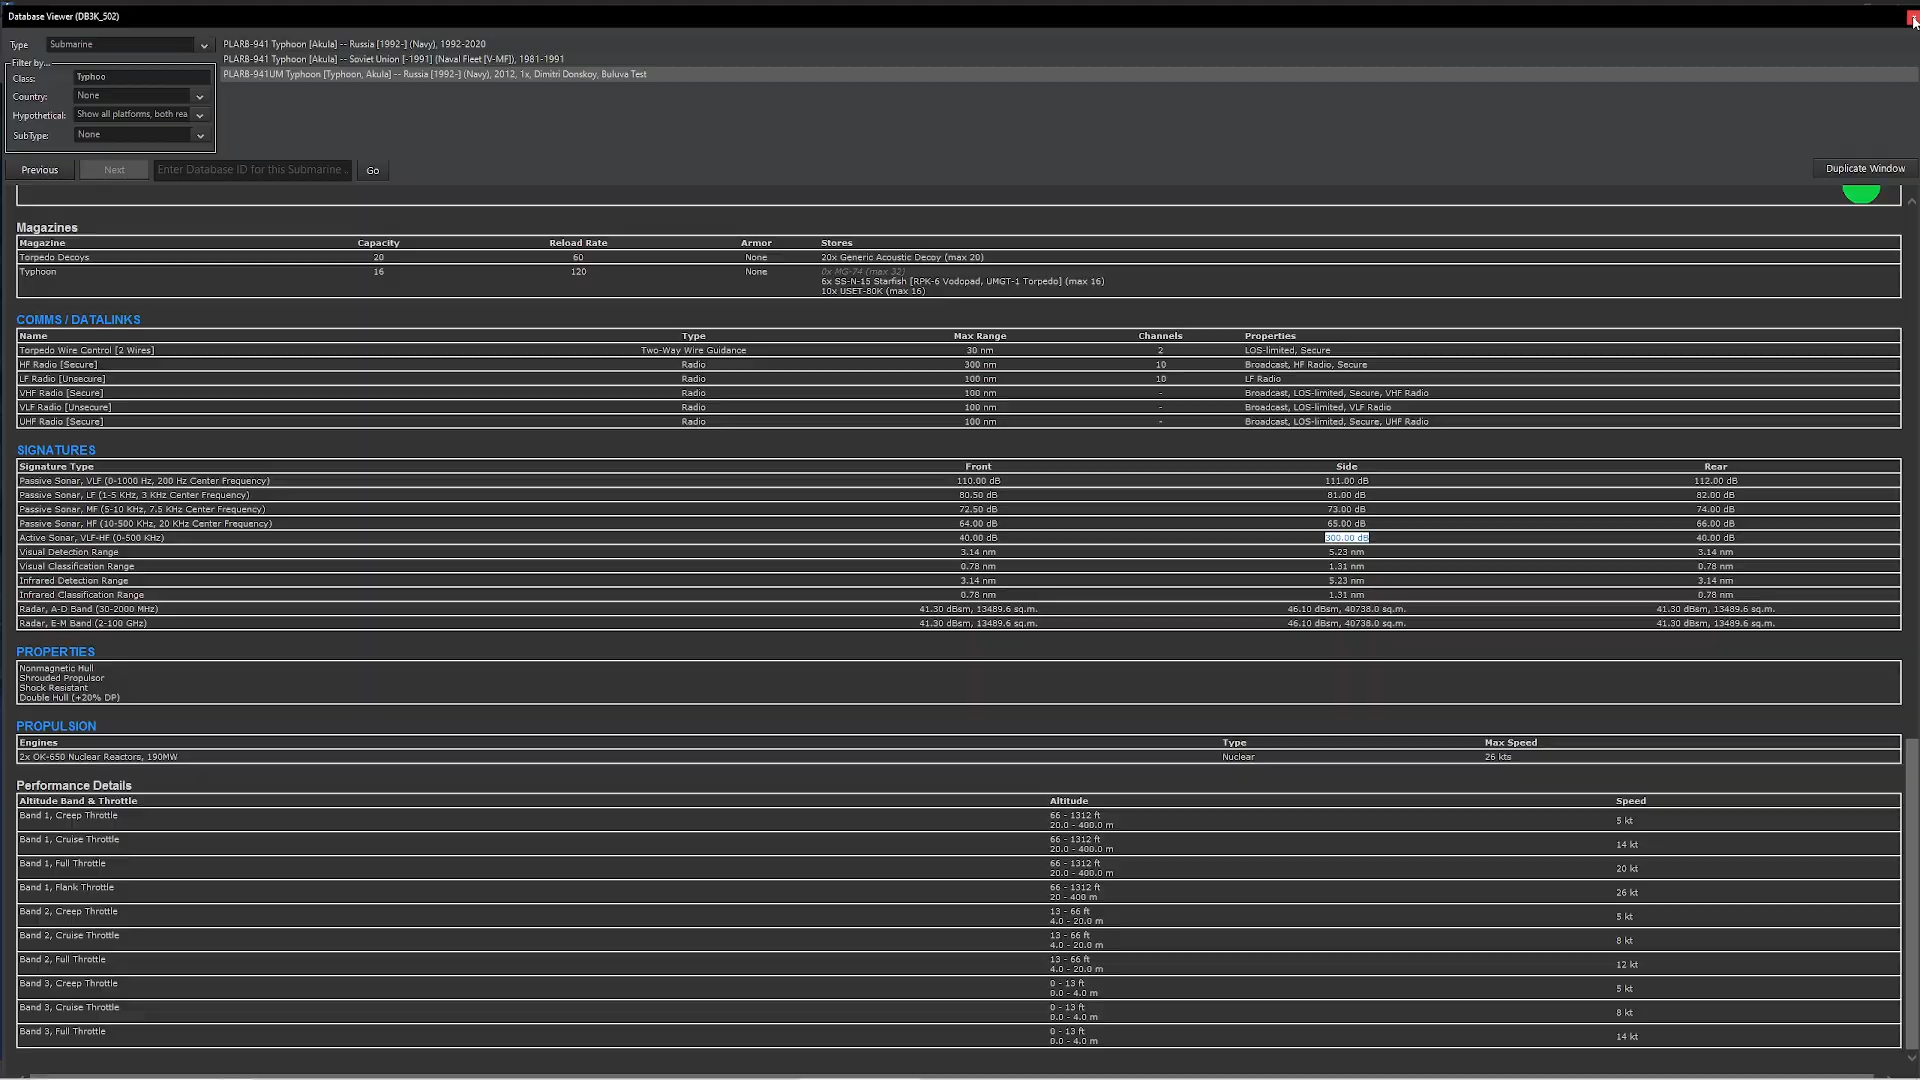 Database Viewer (DB3K_502)
Type Submarine
Filter by...
Class: Typhoo
Country: None
Hypothetical: Show all platforms, both rea
SubType: None
PLARB-941 Typhoon [Akula] -- Russia [1992-] (Navy), 1992-2020
PLARB-941 Typhoon [Akula] -- Soviet Union [-1991] (Naval Fleet [V-MF]), 1981-1991
PLARB-941UM Typhoon [Typhoon, Akula] -- Russia [1992-] (Navy), 2012, 1x, Dimitri Donskoy, Buluva Test
Previous Next Enter Database ID for this Submarine .. Go Duplicate Window
Magazines
Magazine Capacity Reload Rate Armor Stores
Torpedo Decoys 20 60 None 20x Generic Acoustic Decoy (max 20)
Typhoon 16 120 None 0x MG-74 (max 32)
6x SS-N-15 Starfish [RPK-6 Vodopad, UMGT-1 Torpedo] (max 16)
10x USET-80K (max 16)
COMMS / DATALINKS
Name Type Max Range Channels Properties
Torpedo Wire Control [2 Wires] Two-Way Wire Guidance 30 nm 2 LOS-limited, Secure
HF Radio [Secure] Radio 300 nm 10 Broadcast, HF Radio, Secure
LF Radio [Unsecure] Radio 100 nm 10 LF Radio
VHF Radio [Secure] Radio 100 nm - Broadcast, LOS-limited, Secure, VHF Radio
VLF Radio [Unsecure] Radio 100 nm - Broadcast, LOS-limited, VLF Radio
UHF Radio [Secure] Radio 100 nm - Broadcast, LOS-limited, Secure, UHF Radio
SIGNATURES
Signature Type Front Side Rear
Passive Sonar, VLF (0-1000 Hz, 200 Hz Center Frequency) 110.00 dB 111.00 dB 112.00 dB
Passive Sonar, LF (1-5 KHz, 3 KHz Center Frequency) 80.50 dB 81.00 dB 82.00 dB
Passive Sonar, MF (5-10 KHz, 7.5 KHz Center Frequency) 72.50 dB 73.00 dB 74.00 dB
Passive Sonar, HF (10-500 KHz, 20 KHz Center Frequency) 64.00 dB 65.00 dB 66.00 dB
Active Sonar, VLF-HF (0-500 KHz) 40.00 dB 300.00 dB 40.00 dB
Visual Detection Range 3.14 nm 5.23 nm 3.14 nm
Visual Classification Range 0.78 nm 1.31 nm 0.78 nm
Infrared Detection Range 3.14 nm 5.23 nm 3.14 nm
Infrared Classification Range 0.78 nm 1.31 nm 0.78 nm
Radar, A-D Band (30-2000 MHz) 41.30 dBsm, 13489.6 sq.m. 46.10 dBsm, 40738.0 sq.m. 41.30 dBsm, 13489.6 sq.m.
Radar, E-M Band (2-100 GHz) 41.30 dBsm, 13489.6 sq.m. 46.10 dBsm, 40738.0 sq.m. 41.30 dBsm, 13489.6 sq.m.
PROPERTIES
Nonmagnetic Hull
Shrouded Propulsor
Shock Resistant
Double Hull (+20% DP)
PROPULSION
Engines Type Max Speed
2x OK-650 Nuclear Reactors, 190MW Nuclear 26 kts
Performance Details
Altitude Band & Throttle Altitude Speed
Band 1, Creep Throttle 66 - 1312 ft
20.0 - 400.0 m 5 kt
Band 1, Cruise Throttle 66 - 1312 ft
20.0 - 400.0 m 14 kt
Band 1, Full Throttle 66 - 1312 ft
20.0 - 400.0 m 20 kt
Band 1, Flank Throttle 66 - 1312 ft
20 - 400 m 26 kt
Band 2, Creep Throttle 13 - 66 ft
4.0 - 20.0 m 5 kt
Band 2, Cruise Throttle 13 - 66 ft
4.0 - 20.0 m 8 kt
Band 2, Full Throttle 13 - 66 ft
4.0 - 20.0 m 12 kt
Band 3, Creep Throttle 0 - 13 ft
0.0 - 4.0 m 5 kt
Band 3, Cruise Throttle 0 - 13 ft
0.0 - 4.0 m 8 kt
Band 3, Full Throttle 0 - 13 ft
0.0 - 4.0 m 14 kt